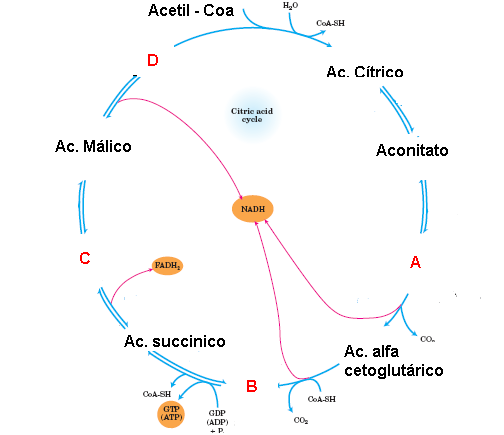 Acetil - Coa
H₂O
CoA-SH
D
Ac. Cítrico
Citric acid
cycle
Ac. Málico
Aconitato
NADH
C
FADH₂
A
Ac. succinico
CO₂
Ac. alfa
cetoglutárico
B
CoA-SH
GTP
(ATP)
GDP
(ADP)
+ Pᵢ
CO₂
CoA-SH